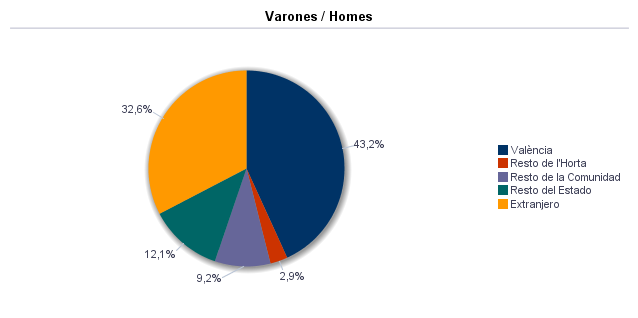 Varones / Homes
32,6%
43,2%
12,1%
9,2%
2,9%
València
Resto de l'Horta
Resto de la Comunidad
Resto del Estado
Extranjero